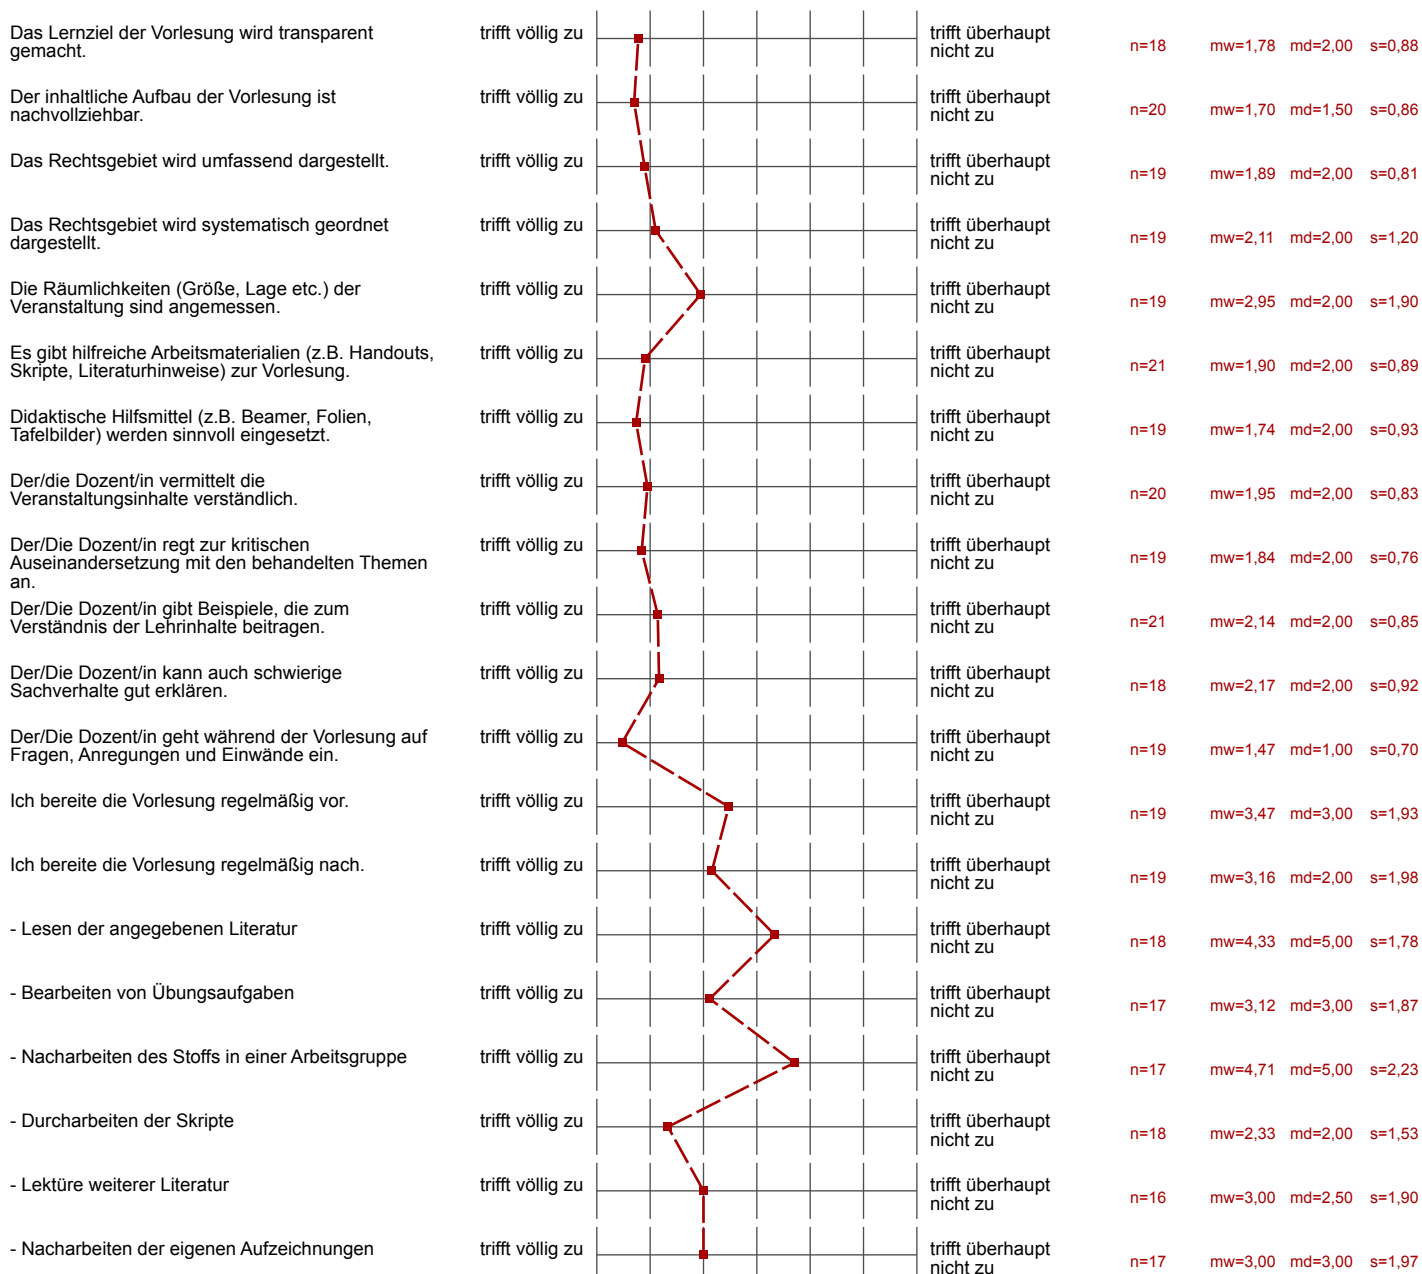 Das Lernziel der Vorlesung wird transparent
gemacht.
trifft völlig zu
trifft überhaupt
nicht zu
n=18 mw=1,78 md=2,00 s=0,88
Der inhaltliche Aufbau der Vorlesung ist
nachvollziehbar.
trifft völlig zu
trifft überhaupt
nicht zu
n=20 mw=1,70 md=1,50 s=0,86
Das Rechtsgebiet wird umfassend dargestellt.
trifft völlig zu
trifft überhaupt
nicht zu
n=19 mw=1,89 md=2,00 s=0,81
Das Rechtsgebiet wird systematisch geordnet
dargestellt.
trifft völlig zu
trifft überhaupt
nicht zu
n=19 mw=2,11 md=2,00 s=1,20
Die Räumlichkeiten (Größe, Lage etc.) der
Veranstaltung sind angemessen.
trifft völlig zu
trifft überhaupt
nicht zu
n=19 mw=2,95 md=2,00 s=1,90
Es gibt hilfreiche Arbeitsmaterialien (z.B. Handouts,
Skripte, Literaturhinweise) zur Vorlesung.
trifft völlig zu
trifft überhaupt
nicht zu
n=21 mw=1,90 md=2,00 s=0,89
Didaktische Hilfsmittel (z.B. Beamer, Folien,
Tafelbilder) werden sinnvoll eingesetzt.
trifft völlig zu
trifft überhaupt
nicht zu
n=19 mw=1,74 md=2,00 s=0,93
Der/die Dozent/in vermittelt die
Veranstaltungsinhalte verständlich.
trifft völlig zu
trifft überhaupt
nicht zu
n=20 mw=1,95 md=2,00 s=0,83
Der/Die Dozent/in regt zur kritischen
Auseinandersetzung mit den behandelten Themen
an.
trifft völlig zu
trifft überhaupt
nicht zu
n=19 mw=1,84 md=2,00 s=0,76
Der/Die Dozent/in gibt Beispiele, die zum
Verständnis der Lehrinhalte beitragen.
trifft völlig zu
trifft überhaupt
nicht zu
n=21 mw=2,14 md=2,00 s=0,85
Der/Die Dozent/in kann auch schwierige
Sachverhalte gut erklären.
trifft völlig zu
trifft überhaupt
nicht zu
n=18 mw=2,17 md=2,00 s=0,92
Der/Die Dozent/in geht während der Vorlesung auf
Fragen, Anregungen und Einwände ein.
trifft völlig zu
trifft überhaupt
nicht zu
n=19 mw=1,47 md=1,00 s=0,70
Ich bereite die Vorlesung regelmäßig vor.
trifft völlig zu
trifft überhaupt
nicht zu
n=19 mw=3,47 md=3,00 s=1,93
Ich bereite die Vorlesung regelmäßig nach.
trifft völlig zu
trifft überhaupt
nicht zu
n=19 mw=3,16 md=2,00 s=1,98
- Lesen der angegebenen Literatur
trifft völlig zu
trifft überhaupt
nicht zu
n=18 mw=4,33 md=5,00 s=1,78
- Bearbeiten von Übungsaufgaben
trifft völlig zu
trifft überhaupt
nicht zu
n=17 mw=3,12 md=3,00 s=1,87
- Nacharbeiten des Stoffs in einer Arbeitsgruppe
trifft völlig zu
trifft überhaupt
nicht zu
n=17 mw=4,71 md=5,00 s=2,23
- Durcharbeiten der Skripte
trifft völlig zu
trifft überhaupt
nicht zu
n=18 mw=2,33 md=2,00 s=1,53
- Lektüre weiterer Literatur
trifft völlig zu
trifft überhaupt
nicht zu
n=16 mw=3,00 md=2,50 s=1,90
- Nacharbeiten der eigenen Aufzeichnungen
trifft völlig zu
trifft überhaupt
nicht zu
n=17 mw=3,00 md=3,00 s=1,97